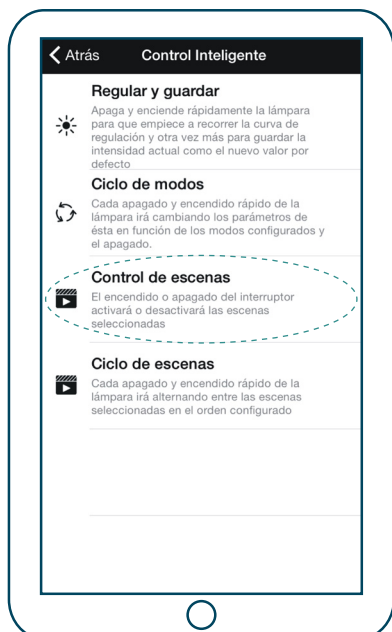 Atrás Control Inteligente
Regular y guardar
Apaga y enciende rápidamente la lámpara
para que empiece a recorrer la curva de
regulación y otra vez más para guardar la
intensidad actual como el nuevo valor por
defecto
Ciclo de modos
Cada apagado y encendido rápido de la
lámpara irá cambiando los parámetros de
ésta en función de los modos configurados y
el apagado.
Control de escenas
El encendido o apagado del interruptor
activará o desactivará las escenas
seleccionadas
Ciclo de escenas
Cada apagado y encendido rápido de la
lámpara irá alternando entre las escenas
seleccionadas en el orden configurado